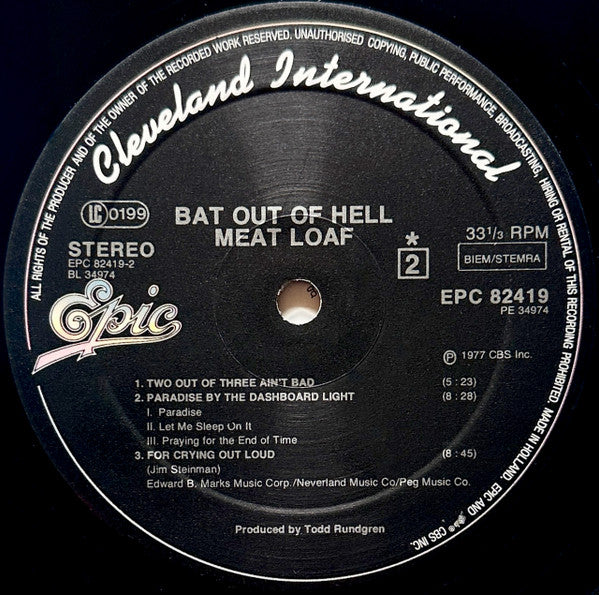 ALL RIGHTS OF THE PRODUCER AND OF THE OWNER OF THE RECORDED WORK RESERVED. UNAUTHORISED COPYING, PUBLIC PERFORMANCE, BROADCASTING, HIRING OR RENTAL OF THIS RECORDING PROHIBITED. MADE IN HOLLAND. EPIC AND ® CBS INC.
Cleveland International
LC 0199
BAT OUT OF HELL
MEAT LOAF
STEREO
EPC 82419-2
BL 34974
*
2
33 1/3 RPM
BIEM/STEMRA
Epic
EPC 82419
PE 34974
℗ 1977 CBS Inc.
1. TWO OUT OF THREE AIN'T BAD (5 : 23)
2. PARADISE BY THE DASHBOARD LIGHT (8 : 28)
I. Paradise
II. Let Me Sleep On It
III. Praying for the End of Time
3. FOR CRYING OUT LOUD (8 : 45)
(Jim Steinman)
Edward B. Marks Music Corp./Neverland Music Co/Peg Music Co.
Produced by Todd Rundgren